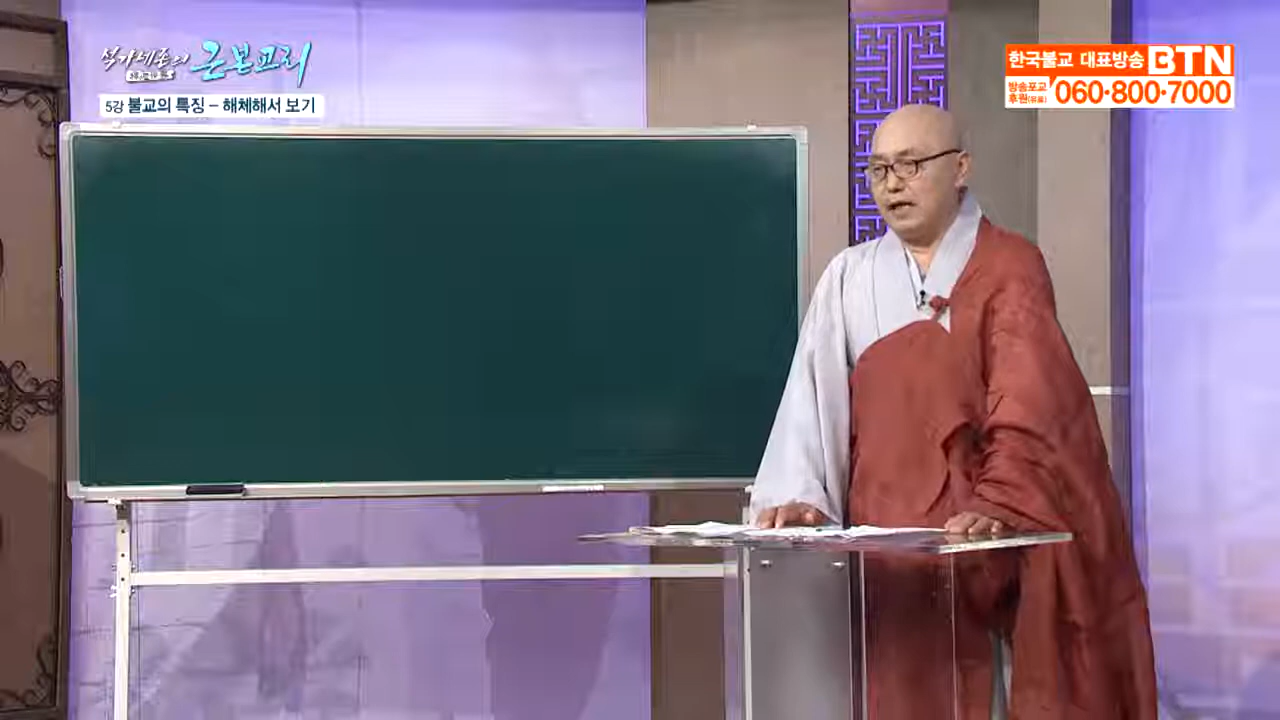 석가세존의 근본교리
5강 불교의 특징 – 해체해서 보기
한국불교 대표방송 BTN
방송포교
후원(유료) 060·800·7000